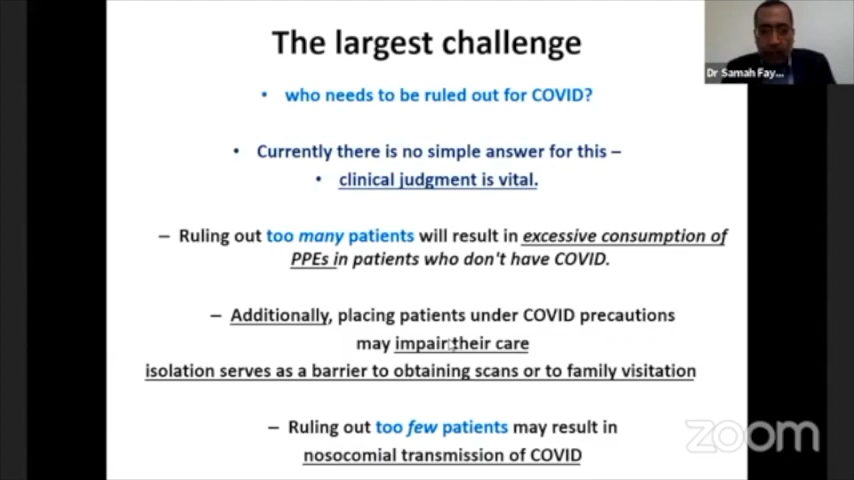 The largest challenge
Dr Samah Fay...
• who needs to be ruled out for COVID?
• Currently there is no simple answer for this –
• clinical judgment is vital.
– Ruling out too many patients will result in excessive consumption of
PPEs in patients who don't have COVID.
– Additionally, placing patients under COVID precautions
may impair their care
isolation serves as a barrier to obtaining scans or to family visitation
– Ruling out too few patients may result in
nosocomial transmission of COVID
zoom